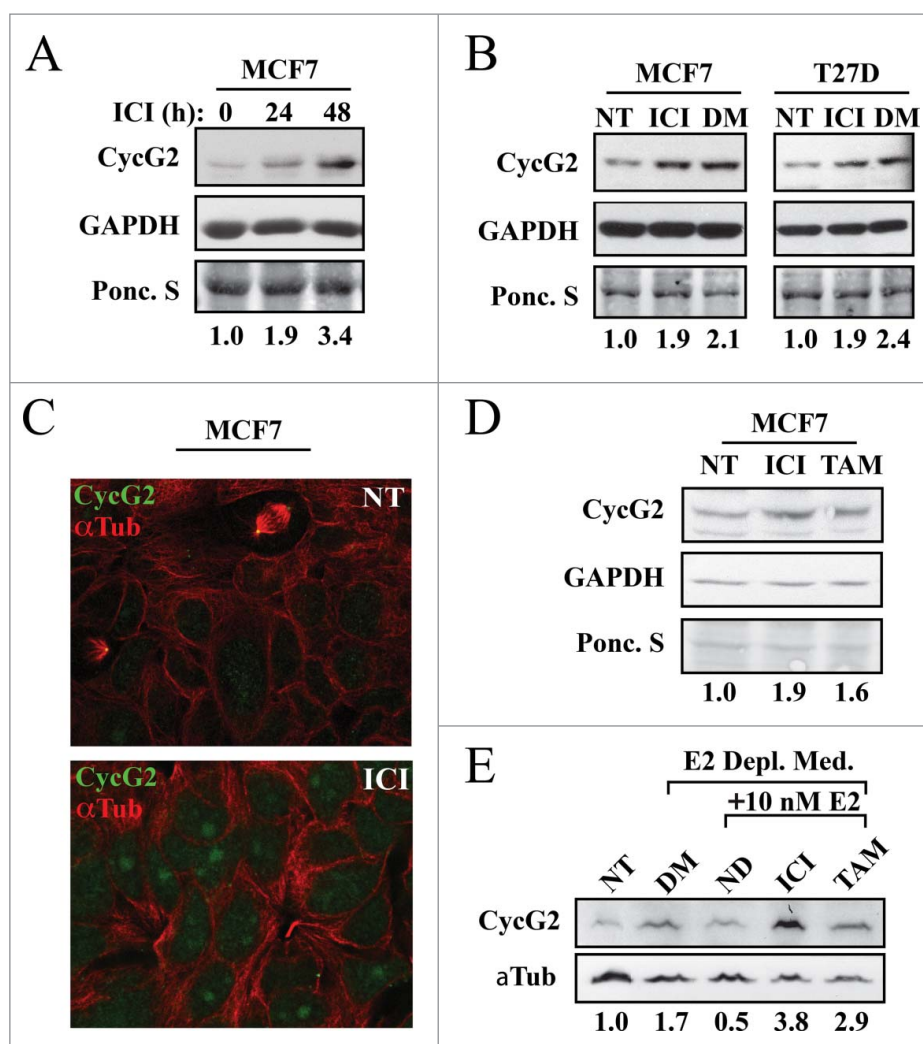 A
MCF7
ICI (h): 0 24 48
CycG2
GAPDH
Ponc. S
1.0 1.9 3.4
B
MCF7 T27D
NT ICI DM NT ICI DM
CycG2
GAPDH
Ponc. S
1.0 1.9 2.1 1.0 1.9 2.4
C
MCF7
CycG2 NT
αTub
CycG2 ICI
αTub
D
MCF7
NT ICI TAM
CycG2
GAPDH
Ponc. S
1.0 1.9 1.6
E
E2 Depl. Med.
+10 nM E2
NT DM ND ICI TAM
CycG2
aTub
1.0 1.7 0.5 3.8 2.9